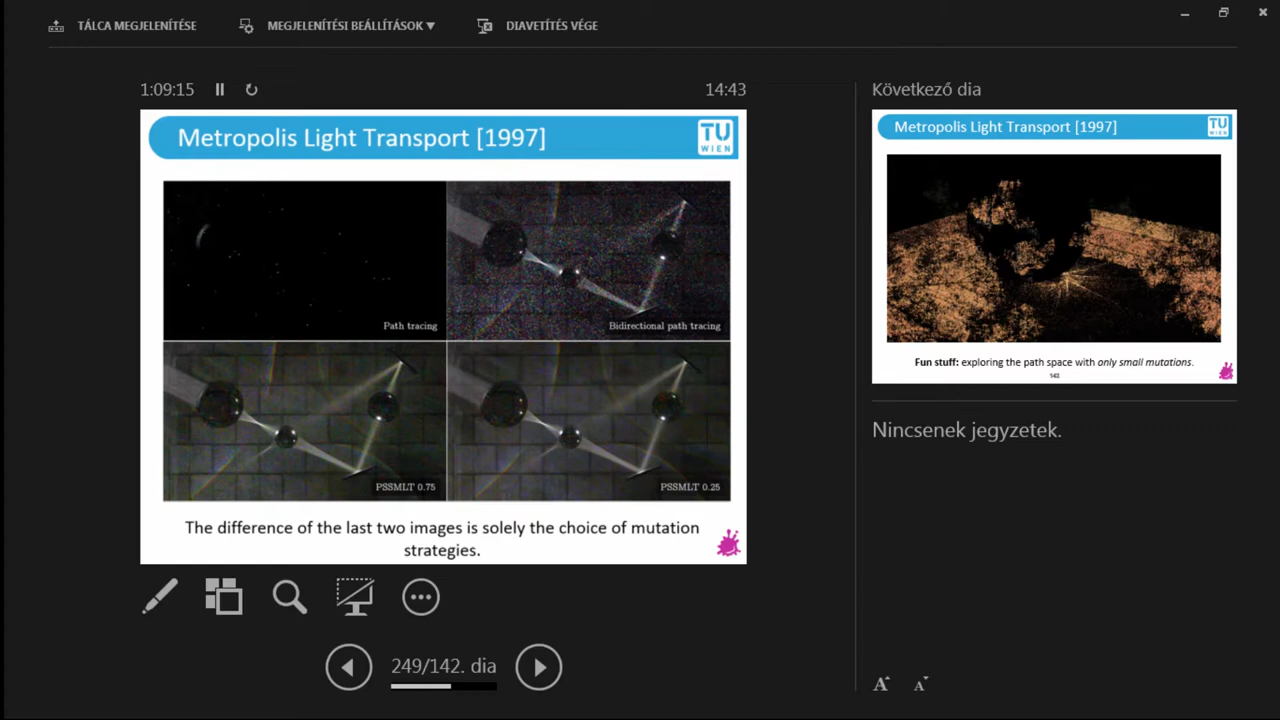 TÁLCA MEGJELENÍTÉSE
MEGJELENÍTÉSI BEÁLLÍTÁSOK
DIAVETÍTÉS VÉGE
1:09:15
14:43
Metropolis Light Transport [1997]
TU
WIEN
Path tracing
Bidirectional path tracing
PSSMLT 0.75
PSSMLT 0.25
The difference of the last two images is solely the choice of mutation
strategies.
249/142. dia
Következő dia
Metropolis Light Transport [1997]
TU
WIEN
Fun stuff: exploring the path space with only small mutations.
Nincsenek jegyzetek.
A A